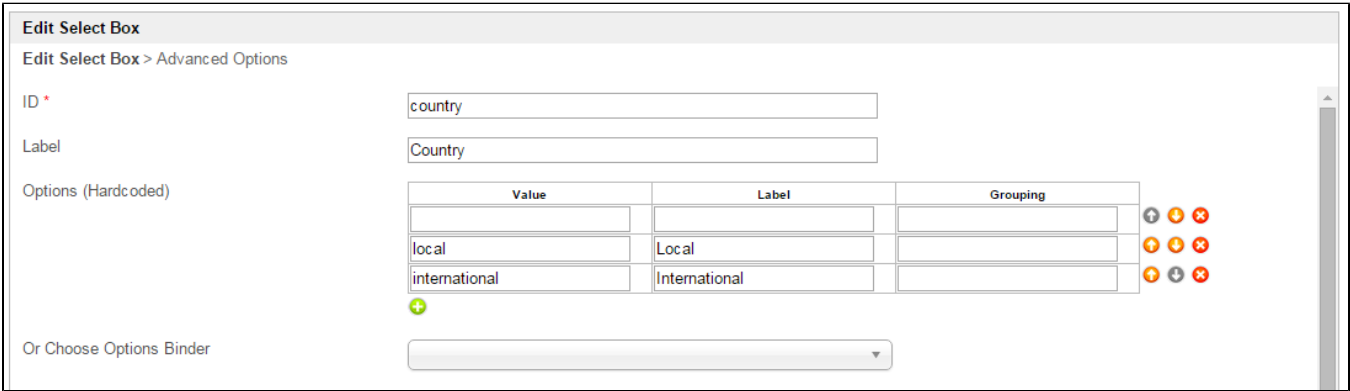 Edit Select Box
Edit Select Box > Advanced Options
ID *
country
Label
Country
Options (Hardcoded)
Value Label Grouping
local Local
international International
Or Choose Options Binder